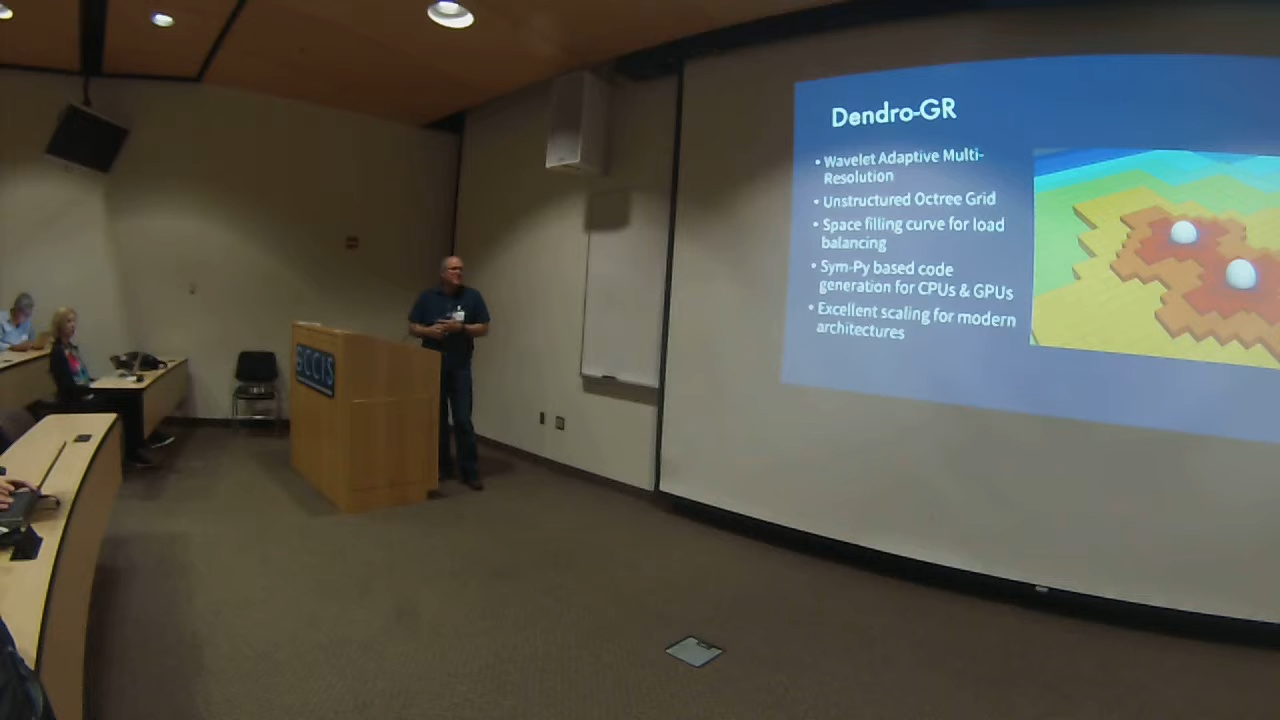 Dendro-GR
• Wavelet Adaptive Multi-
Resolution
• Unstructured Octree Grid
• Space filling curve for load
balancing
• Sym-Py based code
generation for CPUs & GPUs
• Excellent scaling for modern
architectures
CCIS